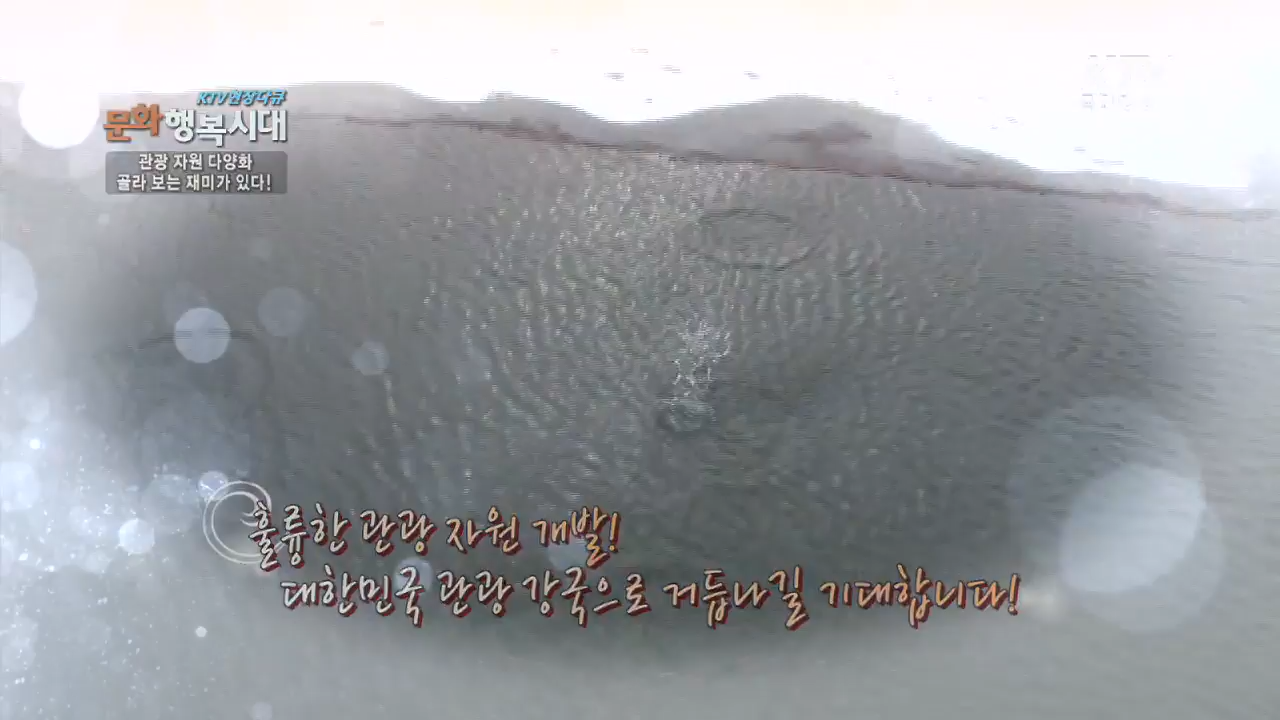 KTV현장다큐
문화행복시대
관광 자원 다양화
골라 보는 재미가 있다!
훌륭한 관광 자원 개발!
대한민국 관광 강국으로 거듭나길 기대합니다!